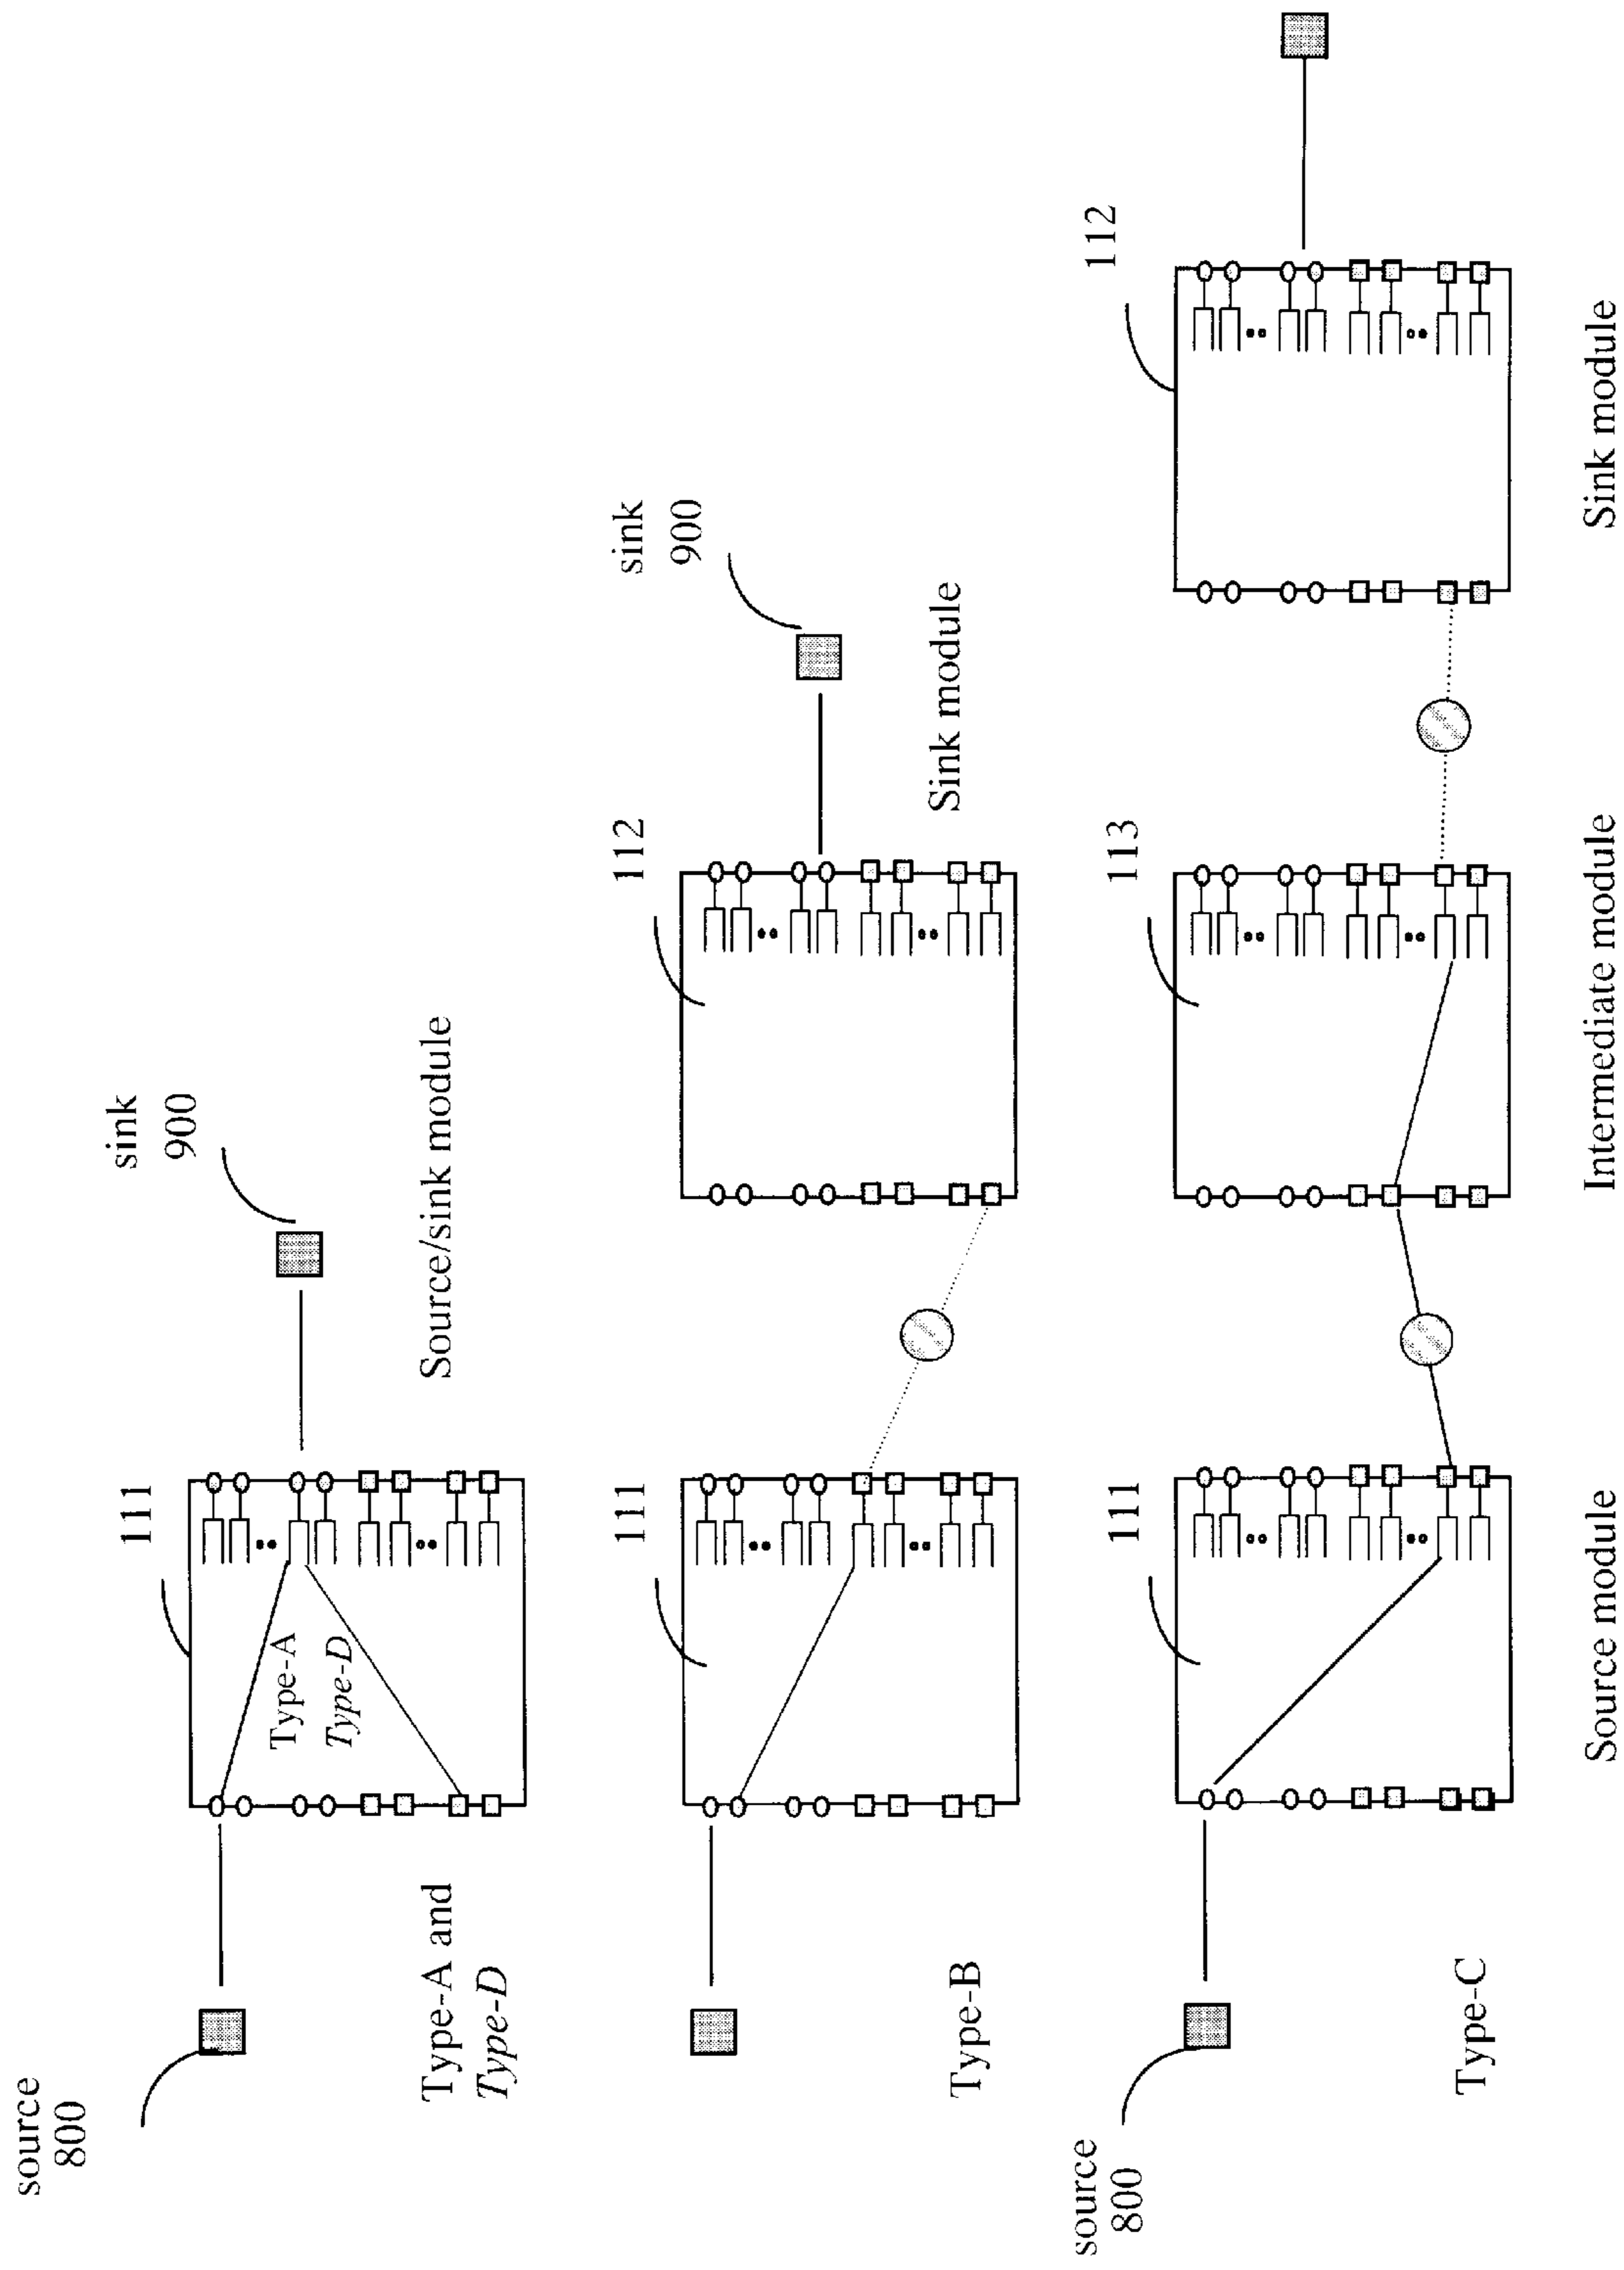 source
800
111
sink
900
Type-A
Type-D
Type-A and
Type-D
Source/sink module
111
112
sink
900
Type-B
Sink module
source
800
111
113
112
Type-C
Source module
Intermediate module
Sink module